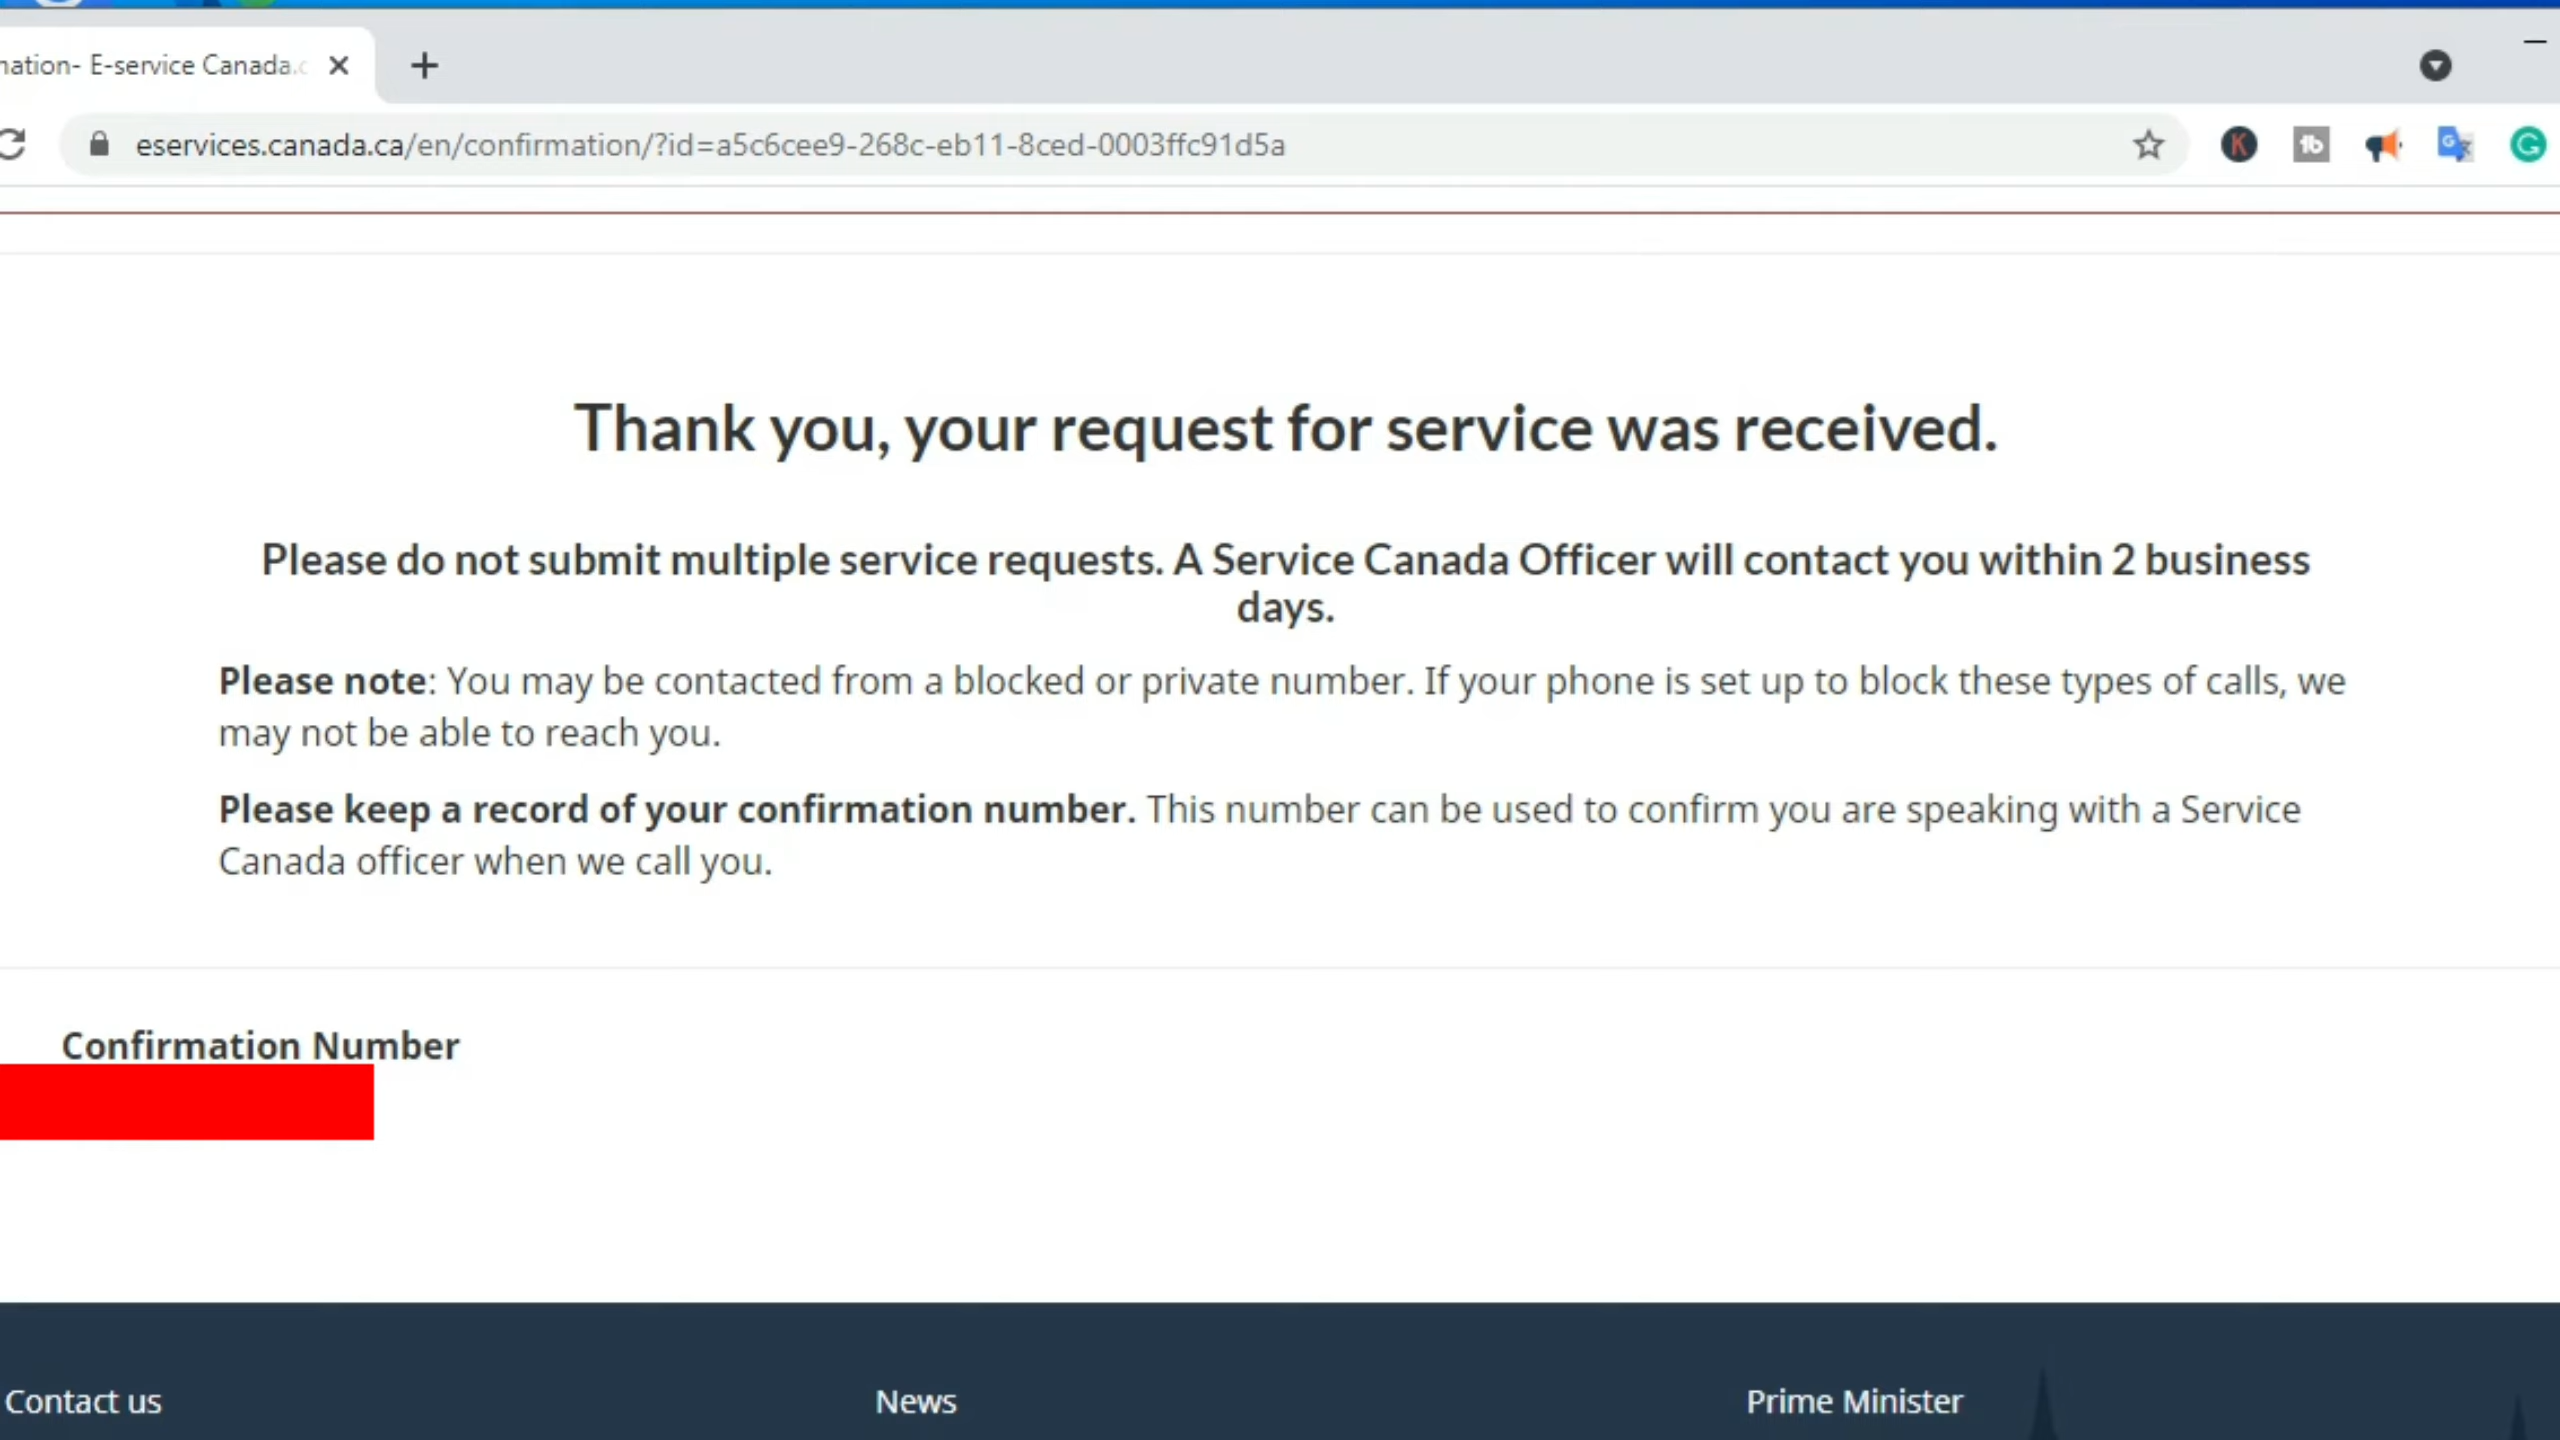 nation- E-service Canada.c
eservices.canada.ca/en/confirmation/?id=a5c6cee9-268c-eb11-8ced-0003ffc91d5a
Thank you, your request for service was received.
Please do not submit multiple service requests. A Service Canada Officer will contact you within 2 business
days.
Please note: You may be contacted from a blocked or private number. If your phone is set up to block these types of calls, we
may not be able to reach you.
Please keep a record of your confirmation number. This number can be used to confirm you are speaking with a Service
Canada officer when we call you.
Confirmation Number
Contact us
News
Prime Minister